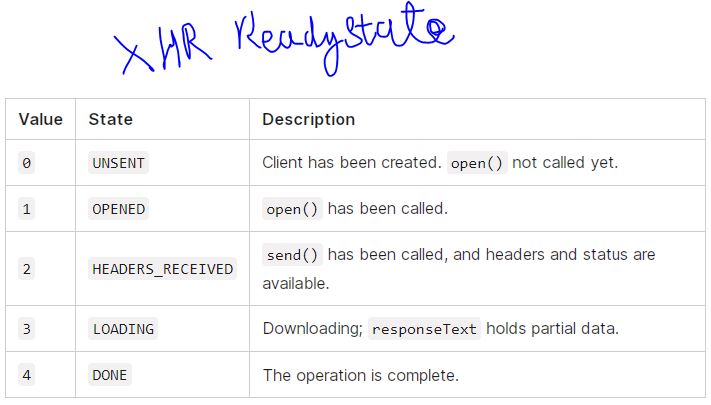 XHR Readystate
Value State Description
0 UNSENT Client has been created. open() not called yet.
1 OPENED open() has been called.
2 HEADERS_RECEIVED send() has been called, and headers and status are
available.
3 LOADING Downloading; responseText holds partial data.
4 DONE The operation is complete.